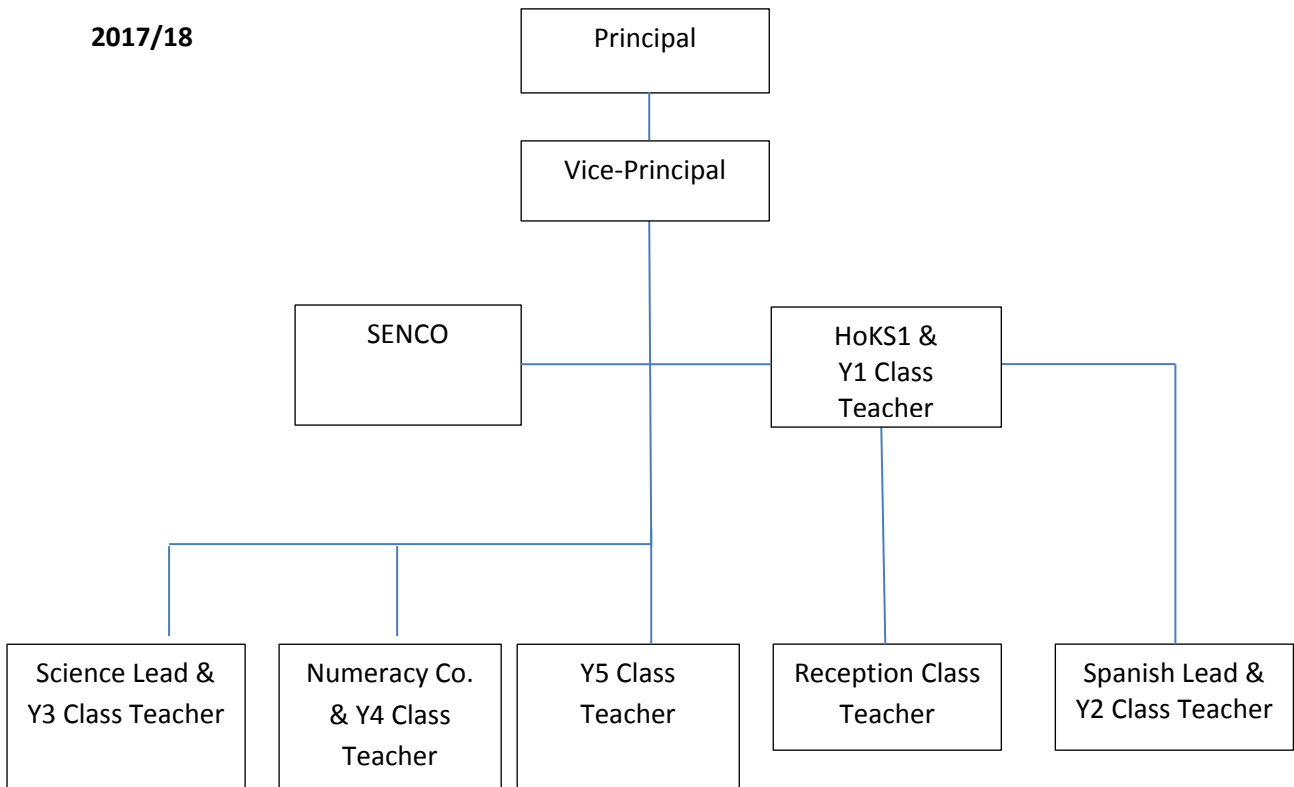 2017/18
Principal
Vice-Principal
SENCO
HoKS1 &
Y1 Class
Teacher
Science Lead &
Y3 Class Teacher
Numeracy Co.
& Y4 Class
Teacher
Y5 Class
Teacher
Reception Class
Teacher
Spanish Lead &
Y2 Class Teacher